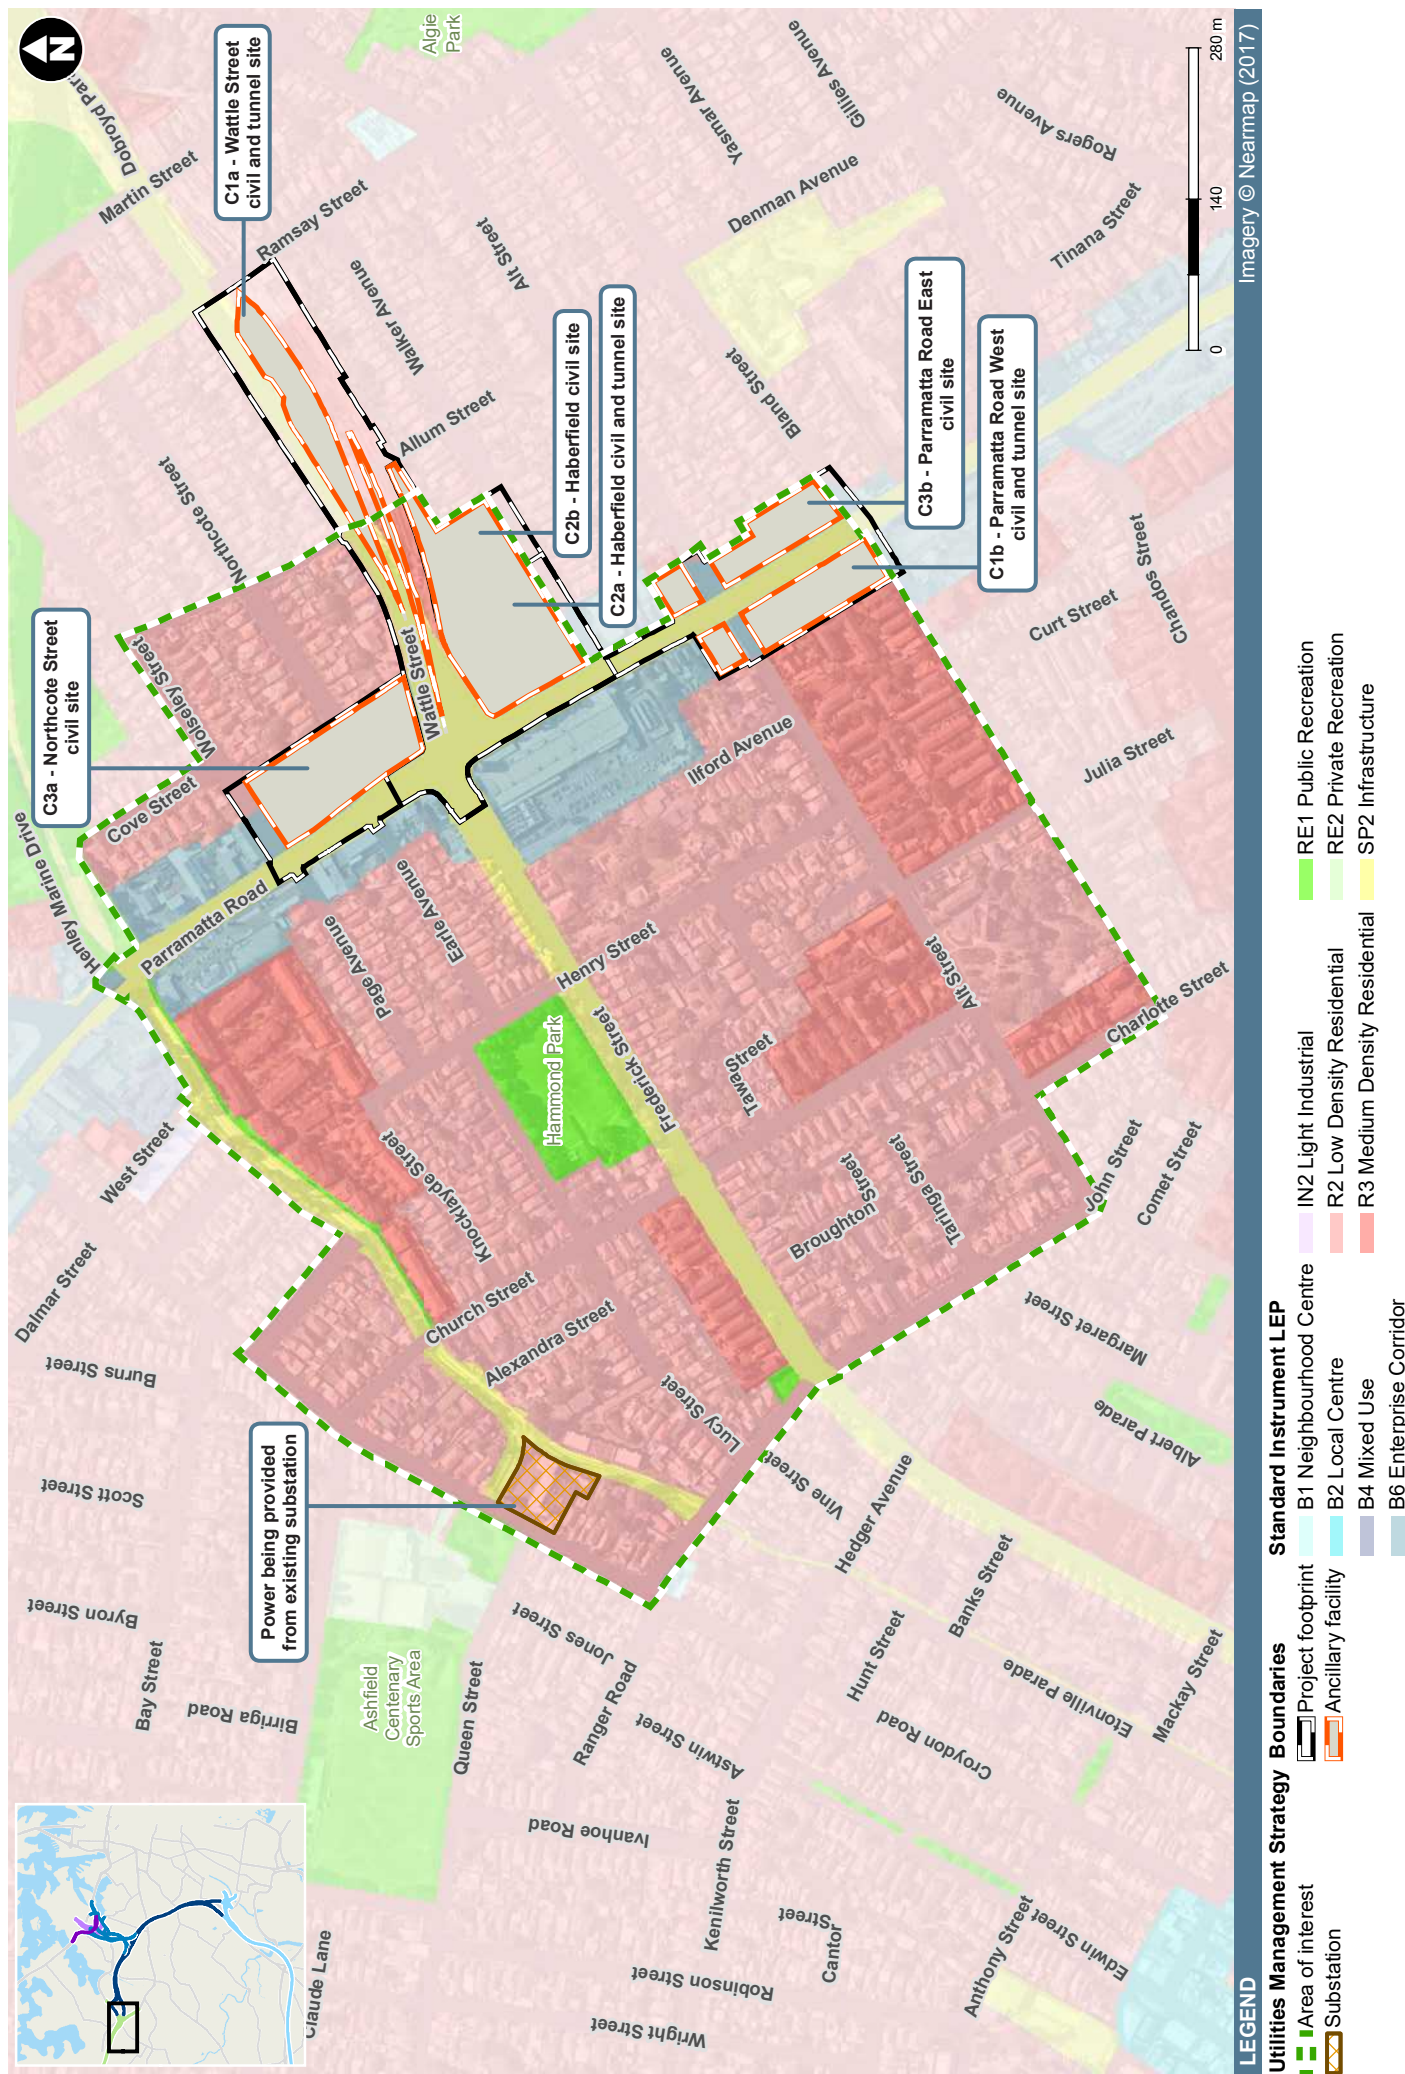 N
Algie
Park
Dobroyd Par
Martin Street
C1a - Wattle Street
civil and tunnel site
Ramsay Street
Alt Street
Walker Avenue
Allum Street
Yasmar Avenue
Gillies Avenue
Rogers Avenue
Denman Avenue
Tinana Street
Bland Street
Northcote Street
C2b - Haberfield civil site
C2a - Haberfield civil and tunnel site
C3b - Parramatta Road East
civil site
C1b - Parramatta Road West
civil and tunnel site
C3a - Northcote Street
civil site
Wolseley Street
Wattle Street
Cove Street
Henley Marine Drive
Parramatta Road
Ilford Avenue
Curt Street
Chandos Street
Julia Street
Page Avenue
Earle Avenue
Henry Street
Hammond Park
Frederick Street
Tawa Street
Alt Street
Charlotte Street
West Street
Knocklayde Street
Broughton Street
Taringa Street
John Street
Comet Street
Dalmar Street
Burns Street
Church Street
Alexandra Street
Lucy Street
Margaret Street
Albert Parade
Scott Street
Power being provided
from existing substation
Vine Street
Hedger Avenue
Banks Street
Byron Street
Bay Street
Birriga Road
Ashfield
Centenary
Sports Area
Queen Street
Jones Street
Ranger Road
Astwin Street
Hunt Street
Croydon Road
Etonville Parade
Mackay Street
Ivanhoe Road
Kenilworth Street
Cantor Street
Robinson Street
Wright Street
Claude Lane
Anthony Street
Edwin Street
0 140 280 m
Imagery © Nearmap (2017)
LEGEND
Utilities Management Strategy
Area of interest
Substation
Boundaries
Project footprint
Ancillary facility
Standard Instrument LEP
B1 Neighbourhood Centre
B2 Local Centre
B4 Mixed Use
B6 Enterprise Corridor
IN2 Light Industrial
R2 Low Density Residential
R3 Medium Density Residential
RE1 Public Recreation
RE2 Private Recreation
SP2 Infrastructure